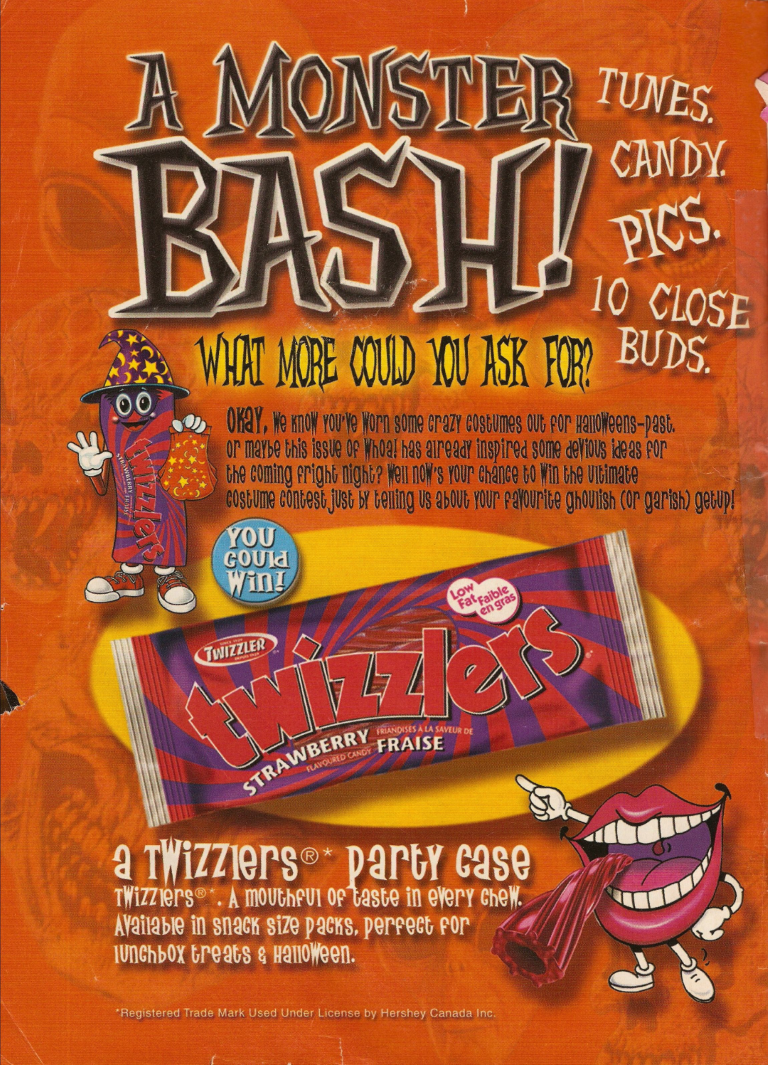 A MONSTER
BASH!
TUNES.
CANDY.
PICS.
10 CLOSE
BUDS.
WHAT MORE COULD YOU ASK FOR?
OKAY, We know you've worn some crazy costumes out for Halloweens-past.
or maybe this issue of Whoa! has already inspired some devious ideas for
the coming fright night? Well now's your chance to win the ultimate
costume contest just by telling us about your favourite ghoulish (or garish) getup!
STRAWBERRY
twizzlers
YOU
could
Win!
Low
Fat Faible
en gras
TWIZZLER
twizzlers
STRAWBERRY
FLAVOURED CANDY
FRIANDISES À LA SAVEUR DE
FRAISE
a TWizzlers®* party case
TWizzlers®*. A mouthful of taste in every chew.
Available in snack size packs, perfect for
lunchbox treats & Halloween.
*Registered Trade Mark Used Under License by Hershey Canada Inc.